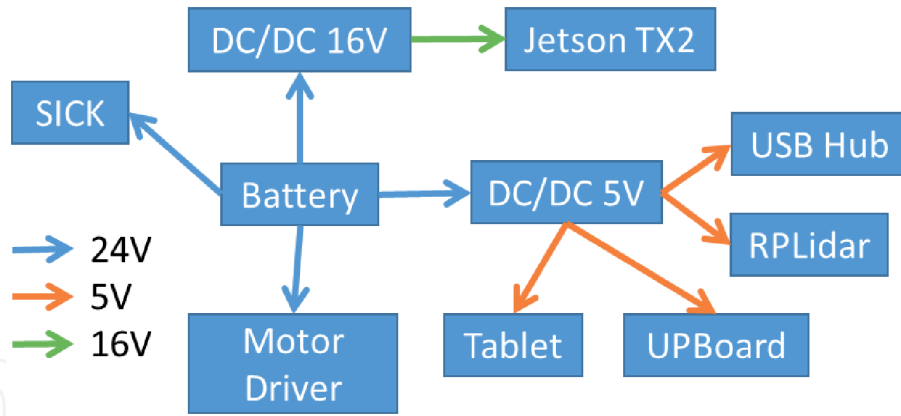 DC/DC 16V
Jetson TX2
SICK
USB Hub
Battery
DC/DC 5V
RPLidar
24V
5V
16V
Motor
Driver
Tablet
UPBoard